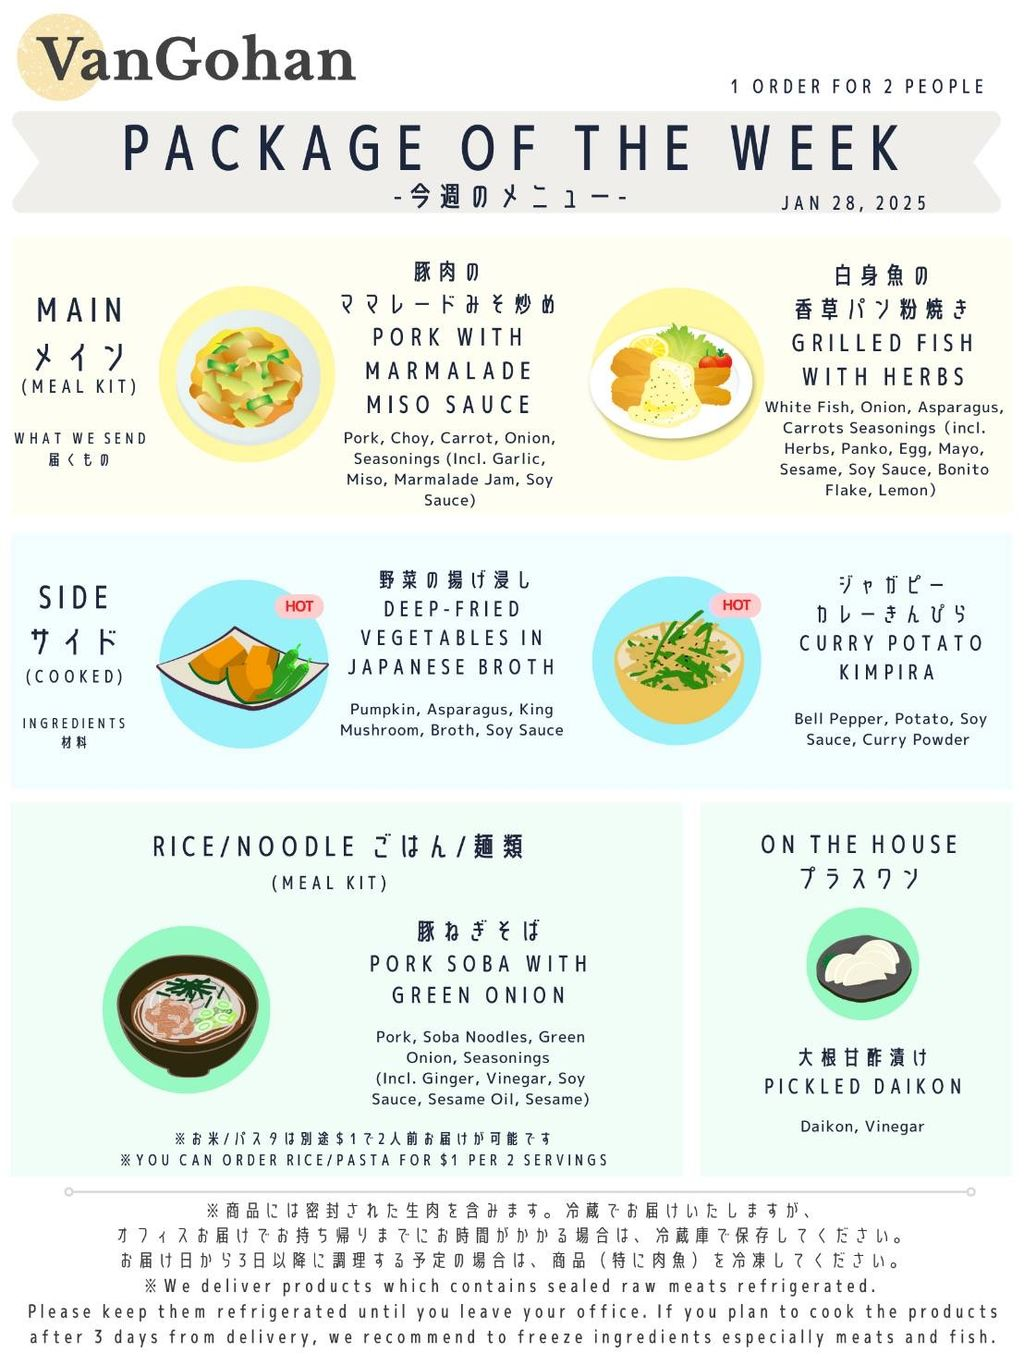 VanGohan
1 ORDER FOR 2 PEOPLE
PACKAGE OF THE WEEK
-今週のメニュー-
JAN 28, 2025
MAIN
メイン
(MEAL KIT)
WHAT WE SEND
届くもの
豚肉の
ママレードみそ炒め
PORK WITH
MARMALADE
MISO SAUCE
Pork, Choy, Carrot, Onion,
Seasonings (Incl. Garlic,
Miso, Marmalade Jam, Soy
Sauce)
白身魚の
香草パン粉焼き
GRILLED FISH
WITH HERBS
White Fish, Onion, Asparagus,
Carrots Seasonings (incl.
Herbs, Panko, Egg, Mayo,
Sesame, Soy Sauce, Bonito
Flake, Lemon)
SIDE
サイド
(COOKED)
INGREDIENTS
材料
HOT
野菜の揚げ浸し
DEEP-FRIED
VEGETABLES IN
JAPANESE BROTH
Pumpkin, Asparagus, King
Mushroom, Broth, Soy Sauce
HOT
ジャガピー
カレーきんぴら
CURRY POTATO
KIMPIRA
Bell Pepper, Potato, Soy
Sauce, Curry Powder
RICE/NOODLE ごはん/麺類
(MEAL KIT)
豚ねぎそば
PORK SOBA WITH
GREEN ONION
Pork, Soba Noodles, Green
Onion, Seasonings
(Incl. Ginger, Vinegar, Soy
Sauce, Sesame Oil, Sesame)
※お米/パスタは別途$1で2人前お届けが可能です
※YOU CAN ORDER RICE/PASTA FOR $1 PER 2 SERVINGS
ON THE HOUSE
プラスワン
大根甘酢漬け
PICKLED DAIKON
Daikon, Vinegar
※商品には密封された生肉を含みます。冷蔵でお届けいたしますが、
オフィスお届けでお持ち帰りまでにお時間がかかる場合は、冷蔵庫で保存してください。
お届け日から3日以降に調理する予定の場合は、商品（特に肉魚）を冷凍してください。
※We deliver products which contains sealed raw meats refrigerated.
Please keep them refrigerated until you leave your office. If you plan to cook the products
after 3 days from delivery, we recommend to freeze ingredients especially meats and fish.